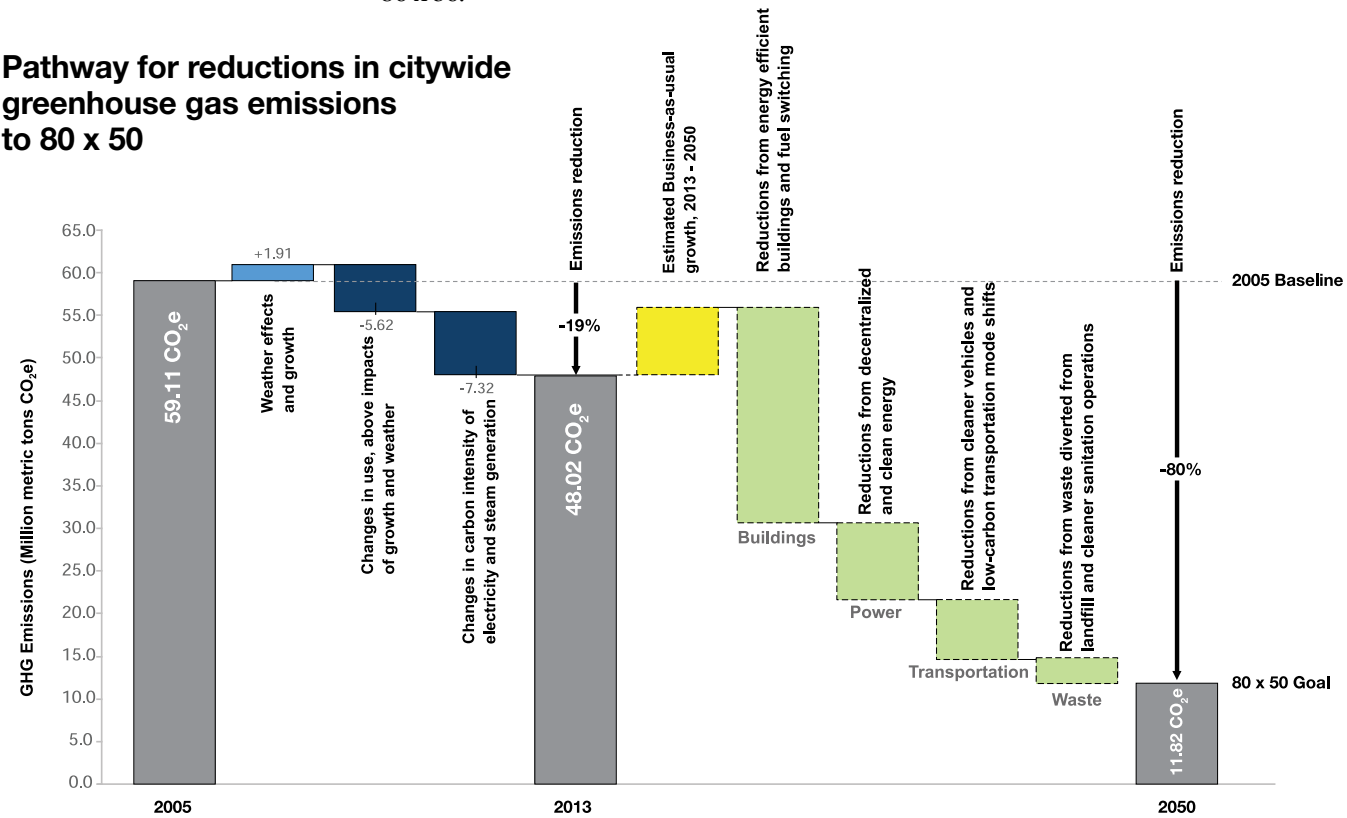 Pathway for reductions in citywide
greenhouse gas emissions
to 80 x 50
GHG Emissions (Million metric tons CO₂e)
65.0
60.0
55.0
50.0
45.0
40.0
35.0
30.0
25.0
20.0
15.0
10.0
5.0
0.0
59.11 CO₂e
2005
+1.91
Weather effects
and growth
-5.62
Changes in use, above impacts
of growth and weather
-7.32
Changes in carbon intensity of
electricity and steam generation
Emissions reduction
-19%
48.02 CO₂e
2013
Estimated Business-as-usual
growth, 2013 - 2050
Reductions from energy efficient
buildings and fuel switching
Buildings
Reductions from decentralized
and clean energy
Power
Reductions from cleaner vehicles and
low-carbon transportation mode shifts
Transportation
Reductions from waste diverted from
landfill and cleaner sanitation operations
Waste
Emissions reduction
-80%
11.82 CO₂e
2050
2005 Baseline
80 x 50 Goal